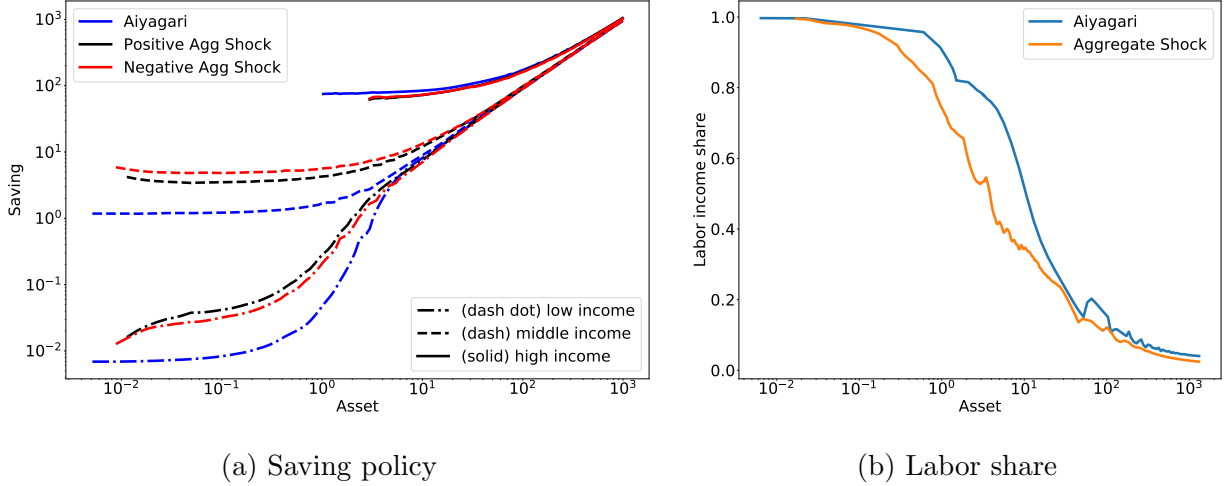 Aiyagari
Positive Agg Shock
Negative Agg Shock
(dash dot) low income
(dash) middle income
(solid) high income
Saving
10³
10²
10¹
10⁰
10⁻¹
10⁻²
10⁻² 10⁻¹ 10⁰ 10¹ 10² 10³
Asset
(a) Saving policy
Aiyagari
Aggregate Shock
Labor income share
1.0
0.8
0.6
0.4
0.2
0.0
10⁻² 10⁻¹ 10⁰ 10¹ 10² 10³
Asset
(b) Labor share